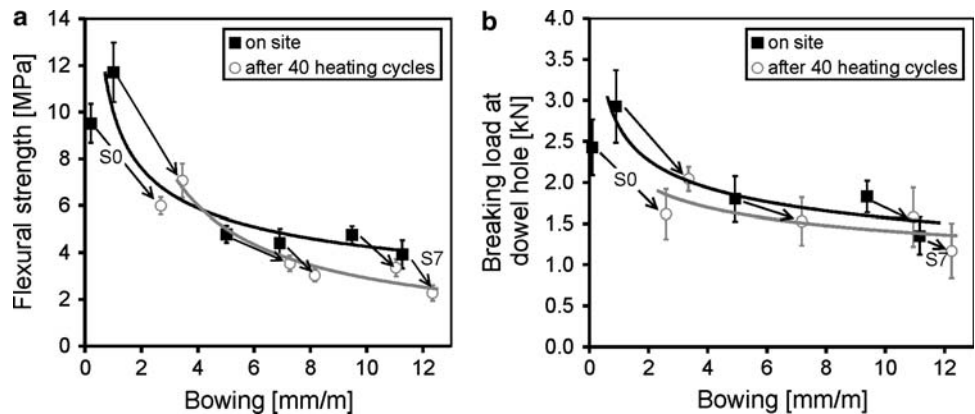 a
14
12
10
8
6
4
2
0
Flexural strength [MPa]
on site
after 40 heating cycles
S0
S7
0 2 4 6 8 10 12
Bowing [mm/m]
b
4.0
3.5
3.0
2.5
2.0
1.5
1.0
0.5
0.0
Breaking load at
dowel hole [kN]
on site
after 40 heating cycles
S0
S7
0 2 4 6 8 10 12
Bowing [mm/m]